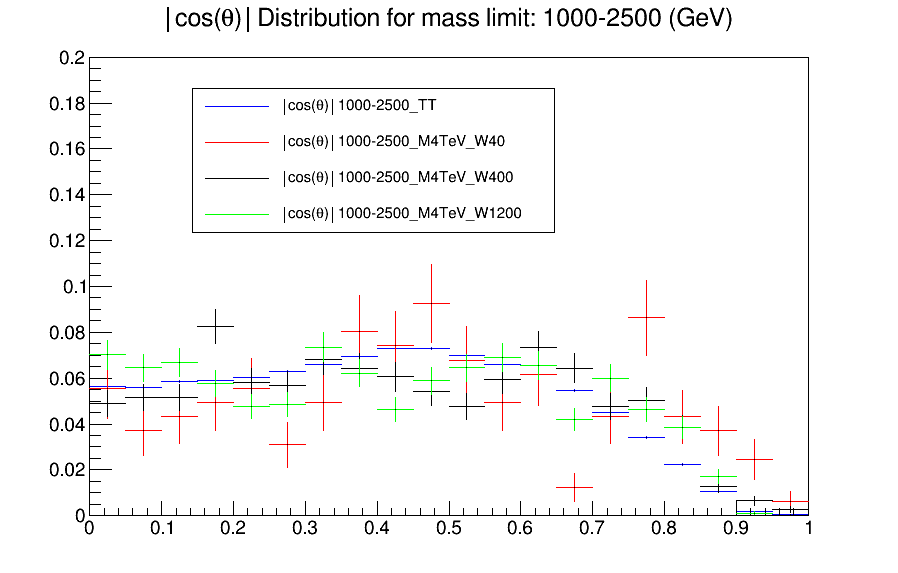 |cos(θ)| Distribution for mass limit: 1000-2500 (GeV)
0.2
0.18
0.16
0.14
0.12
0.1
0.08
0.06
0.04
0.02
0
|cos(θ)| 1000-2500_TT
|cos(θ)| 1000-2500_M4TeV_W40
|cos(θ)| 1000-2500_M4TeV_W400
|cos(θ)| 1000-2500_M4TeV_W1200
0 0.1 0.2 0.3 0.4 0.5 0.6 0.7 0.8 0.9 1